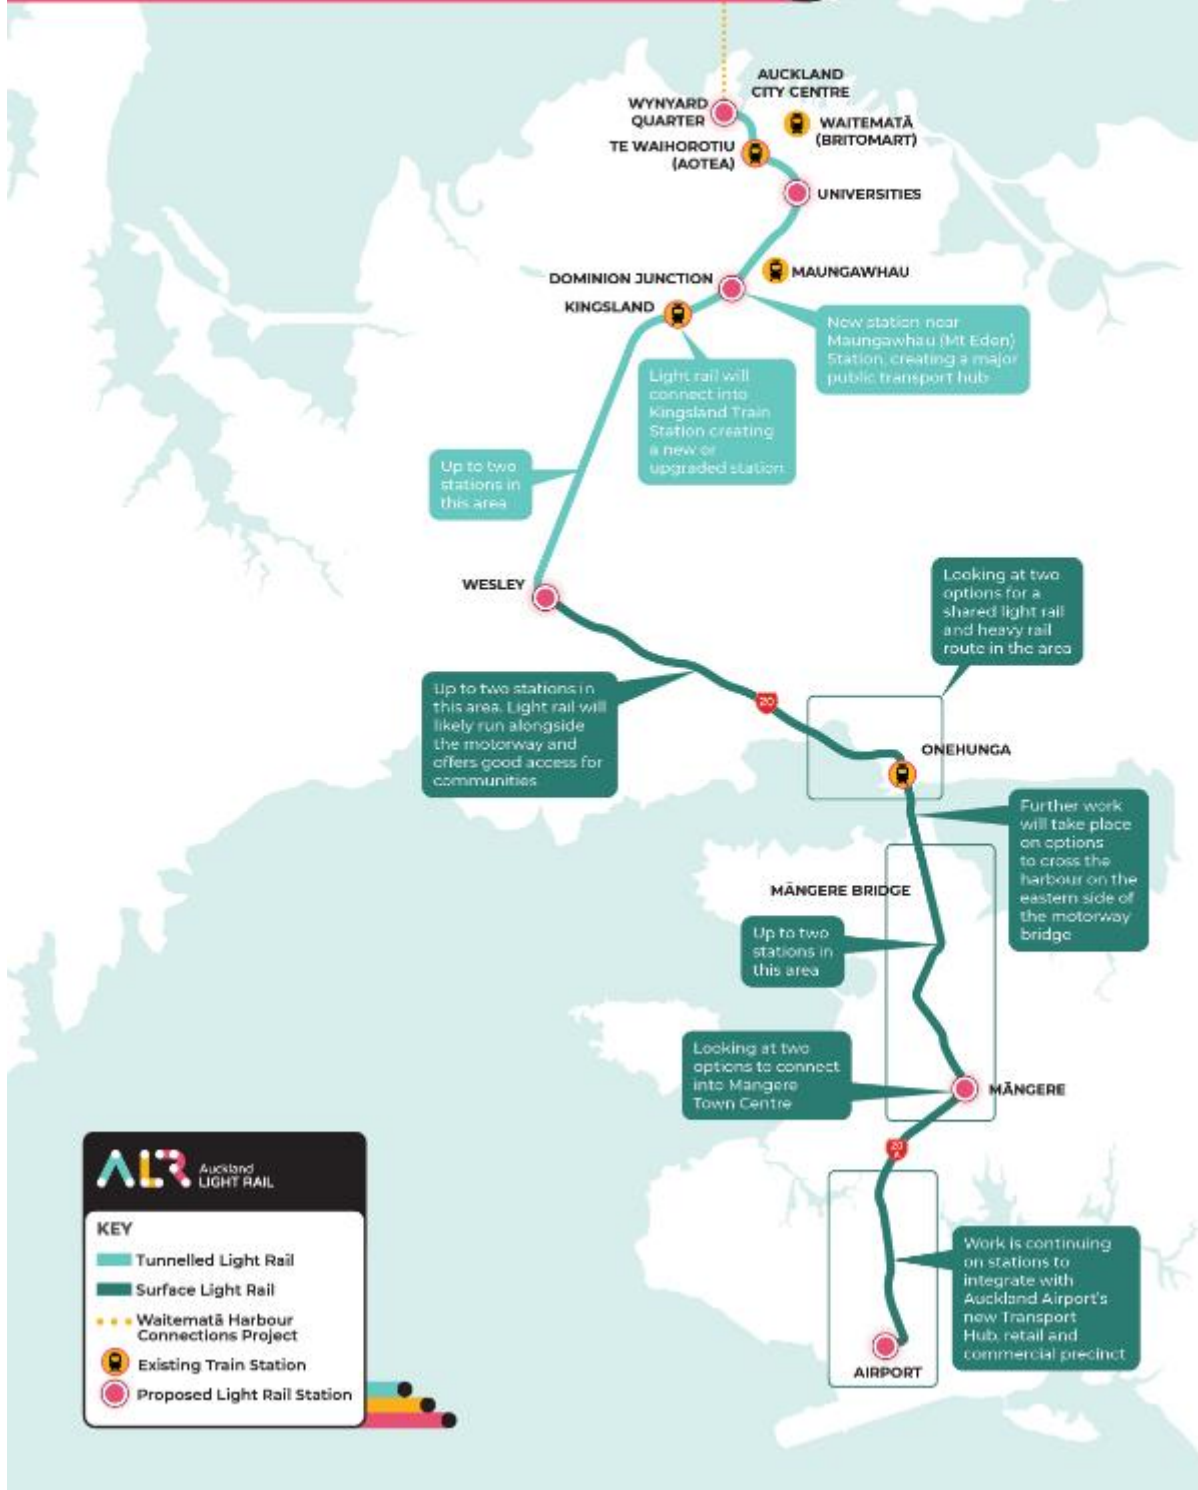 AUCKLAND
CITY CENTRE
WYNYARD
QUARTER
WAITEMATĀ
(BRITOMART)
TE WAIHOROTIU
(AOTEA)
UNIVERSITIES
MAUNGAWHAU
DOMINION JUNCTION
KINGSLAND
New station near
Maungawhau (Mt Eden)
Station, creating a major
public transport hub
Light rail will
connect into
Kingsland Train
Station creating
a new or
upgraded station
Up to two
stations in
this area
WESLEY
Looking at two
options for a
shared light rail
and heavy rail
route in the area
Up to two stations in
this area. Light rail will
likely run alongside
the motorway and
offers good access for
communities
20
ONEHUNGA
Further work
will take place
on options
to cross the
harbour on the
eastern side of
the motorway
bridge
MĀNGERE BRIDGE
Up to two
stations in
this area
Looking at two
options to connect
into Mangere
Town Centre
MĀNGERE
20
A
Work is continuing
on stations to
integrate with
Auckland Airport's
new Transport
Hub, retail and
commercial precinct
AIRPORT
ALR
Auckland
LIGHT RAIL
KEY
Tunnelled Light Rail
Surface Light Rail
Waitematā Harbour
Connections Project
Existing Train Station
Proposed Light Rail Station